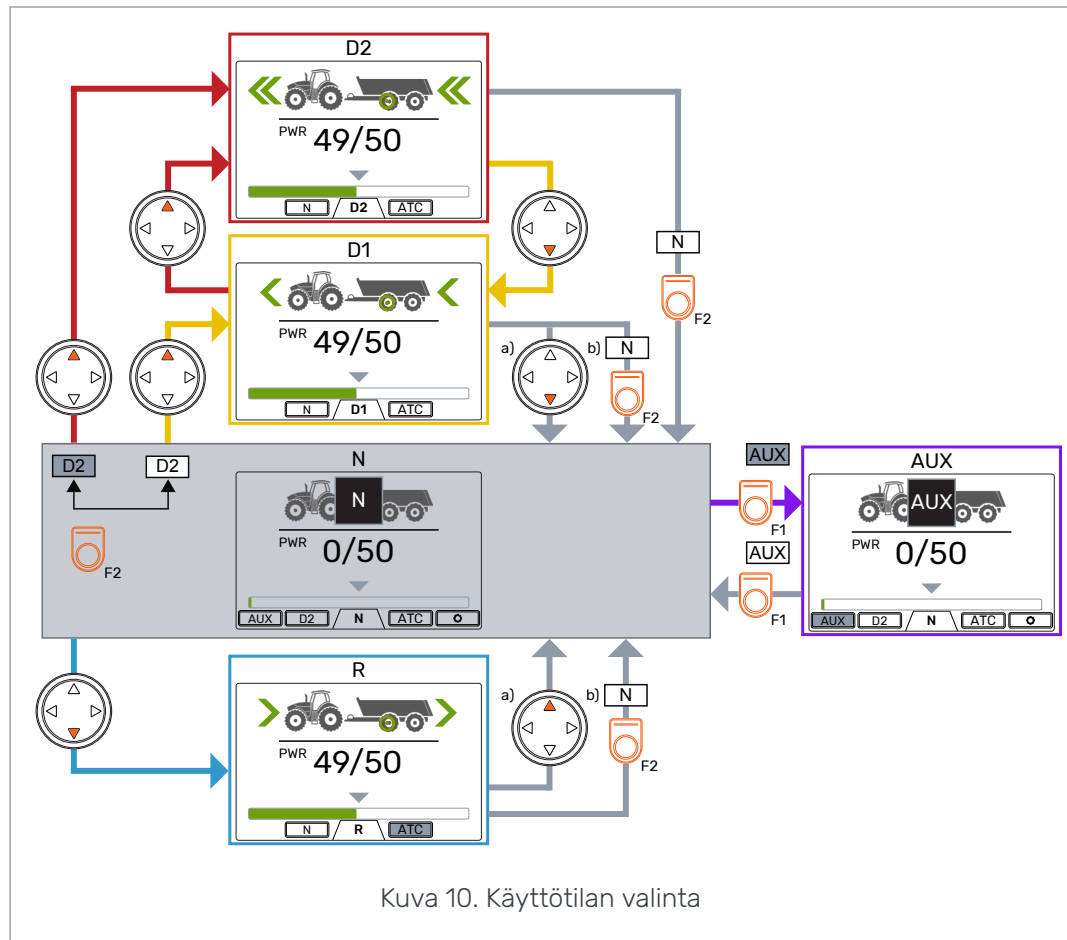 D2
PWR 49/50
N D2 ATC
D1
PWR 49/50
N D1 ATC
N
F2
a)
b) N
F2
D2 D2
F2
N
N
PWR 0/50
AUX D2 N ATC
AUX
F1
AUX
F1
AUX
AUX
PWR 0/50
AUX D2 N ATC
R
PWR 49/50
N R ATC
a)
b) N
F2
Kuva 10. Käyttötilan valinta